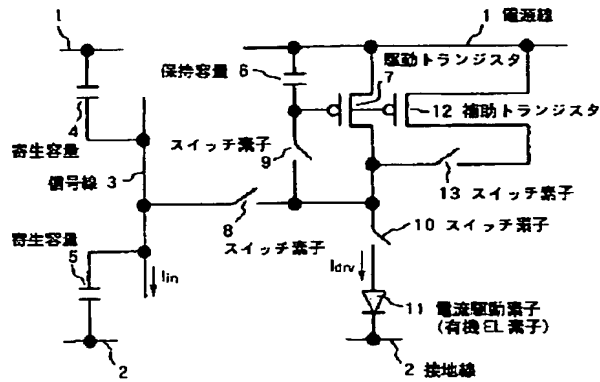 1
1 電源線
保持容量 6
駆動トランジスタ
7
12 補助トランジスタ
4
寄生容量
スイッチ素子
9
信号線 3
13 スイッチ素子
8
スイッチ素子
10 スイッチ素子
寄生容量
5
Iin
Idrv
11 電流駆動素子
(有機EL素子)
2
2 接地線